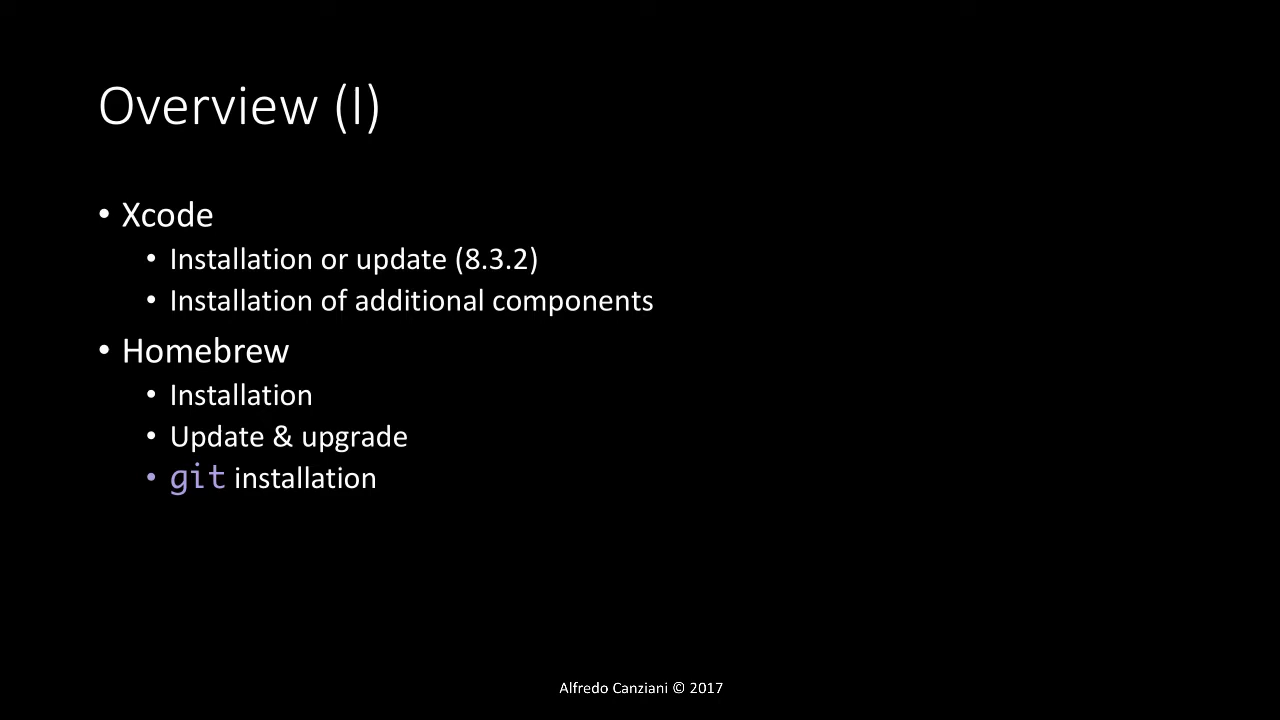 Overview (I)
• Xcode
• Installation or update (8.3.2)
• Installation of additional components
• Homebrew
• Installation
• Update & upgrade
• git installation
Alfredo Canziani © 2017